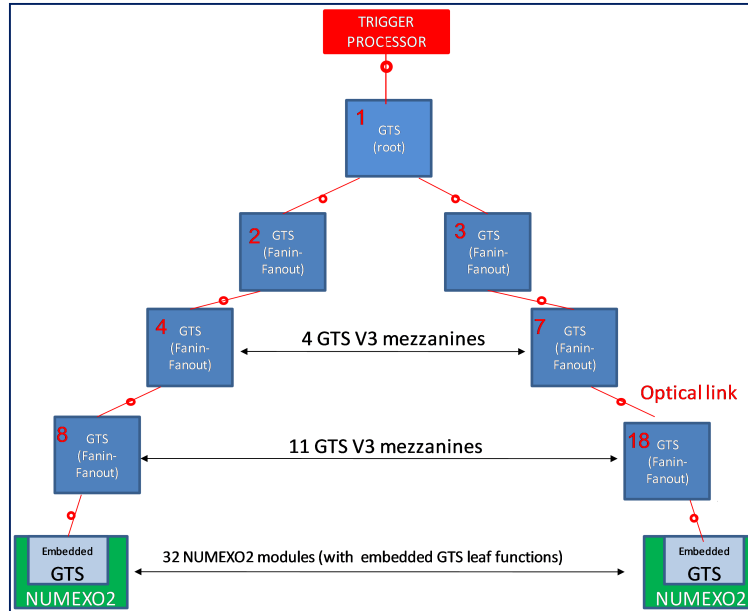 TRIGGER
PROCESSOR
1
GTS
(root)
2
GTS
(Fanin-
Fanout)
3
GTS
(Fanin-
Fanout)
4
GTS
(Fanin-
Fanout)
4 GTS V3 mezzanines
7
GTS
(Fanin-
Fanout)
Optical link
8
GTS
(Fanin-
Fanout)
11 GTS V3 mezzanines
18
GTS
(Fanin-
Fanout)
Embedded
GTS
NUMEXO2
32 NUMEXO2 modules (with embedded GTS leaf functions)
Embedded
GTS
NUMEXO2